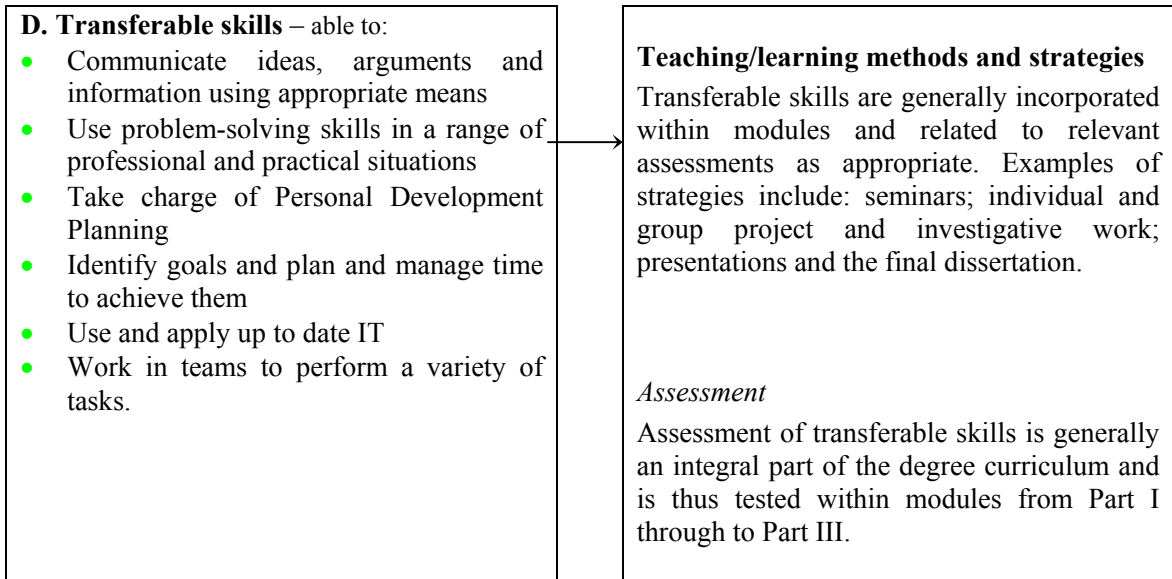 D. Transferable skills – able to:
• Communicate ideas, arguments and
information using appropriate means
• Use problem-solving skills in a range of
professional and practical situations
• Take charge of Personal Development
Planning
• Identify goals and plan and manage time
to achieve them
• Use and apply up to date IT
• Work in teams to perform a variety of
tasks.
Teaching/learning methods and strategies
Transferable skills are generally incorporated
within modules and related to relevant
assessments as appropriate. Examples of
strategies include: seminars; individual and
group project and investigative work;
presentations and the final dissertation.
Assessment
Assessment of transferable skills is generally
an integral part of the degree curriculum and
is thus tested within modules from Part I
through to Part III.